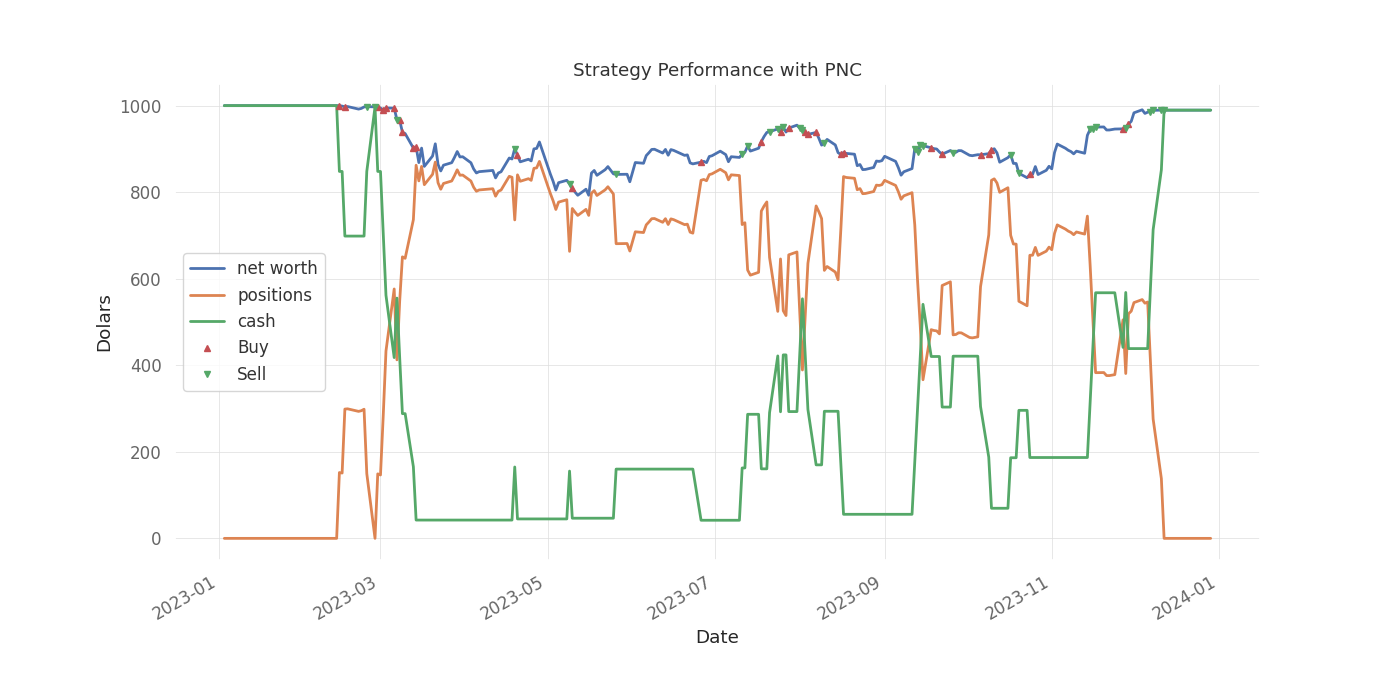 Strategy Performance with PNC
1000
800
600
400
200
0
Dolars
net worth
positions
cash
Buy
Sell
2023-01
2023-03
2023-05
2023-07
2023-09
2023-11
2024-01
Date